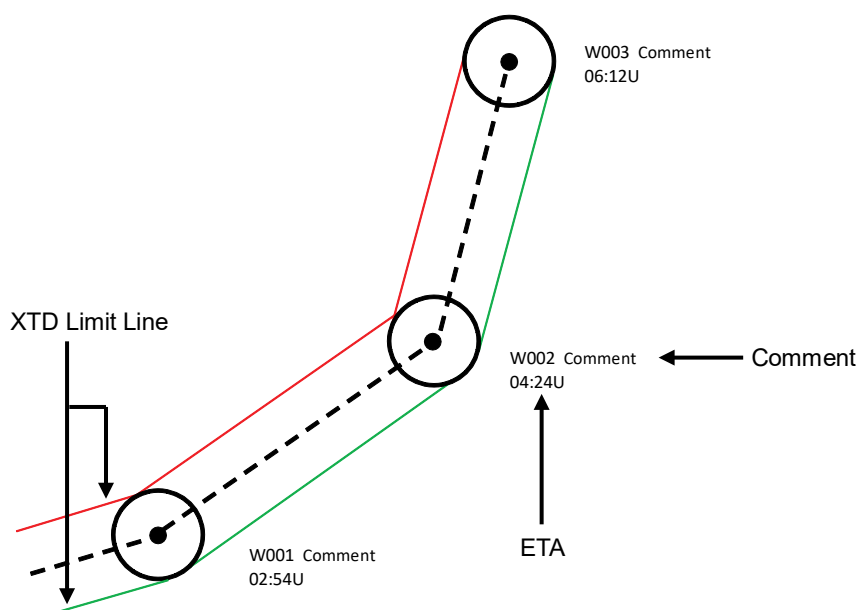 W003 Comment
06:12U
XTD Limit Line
W002 Comment
04:24U
Comment
ETA
W001 Comment
02:54U